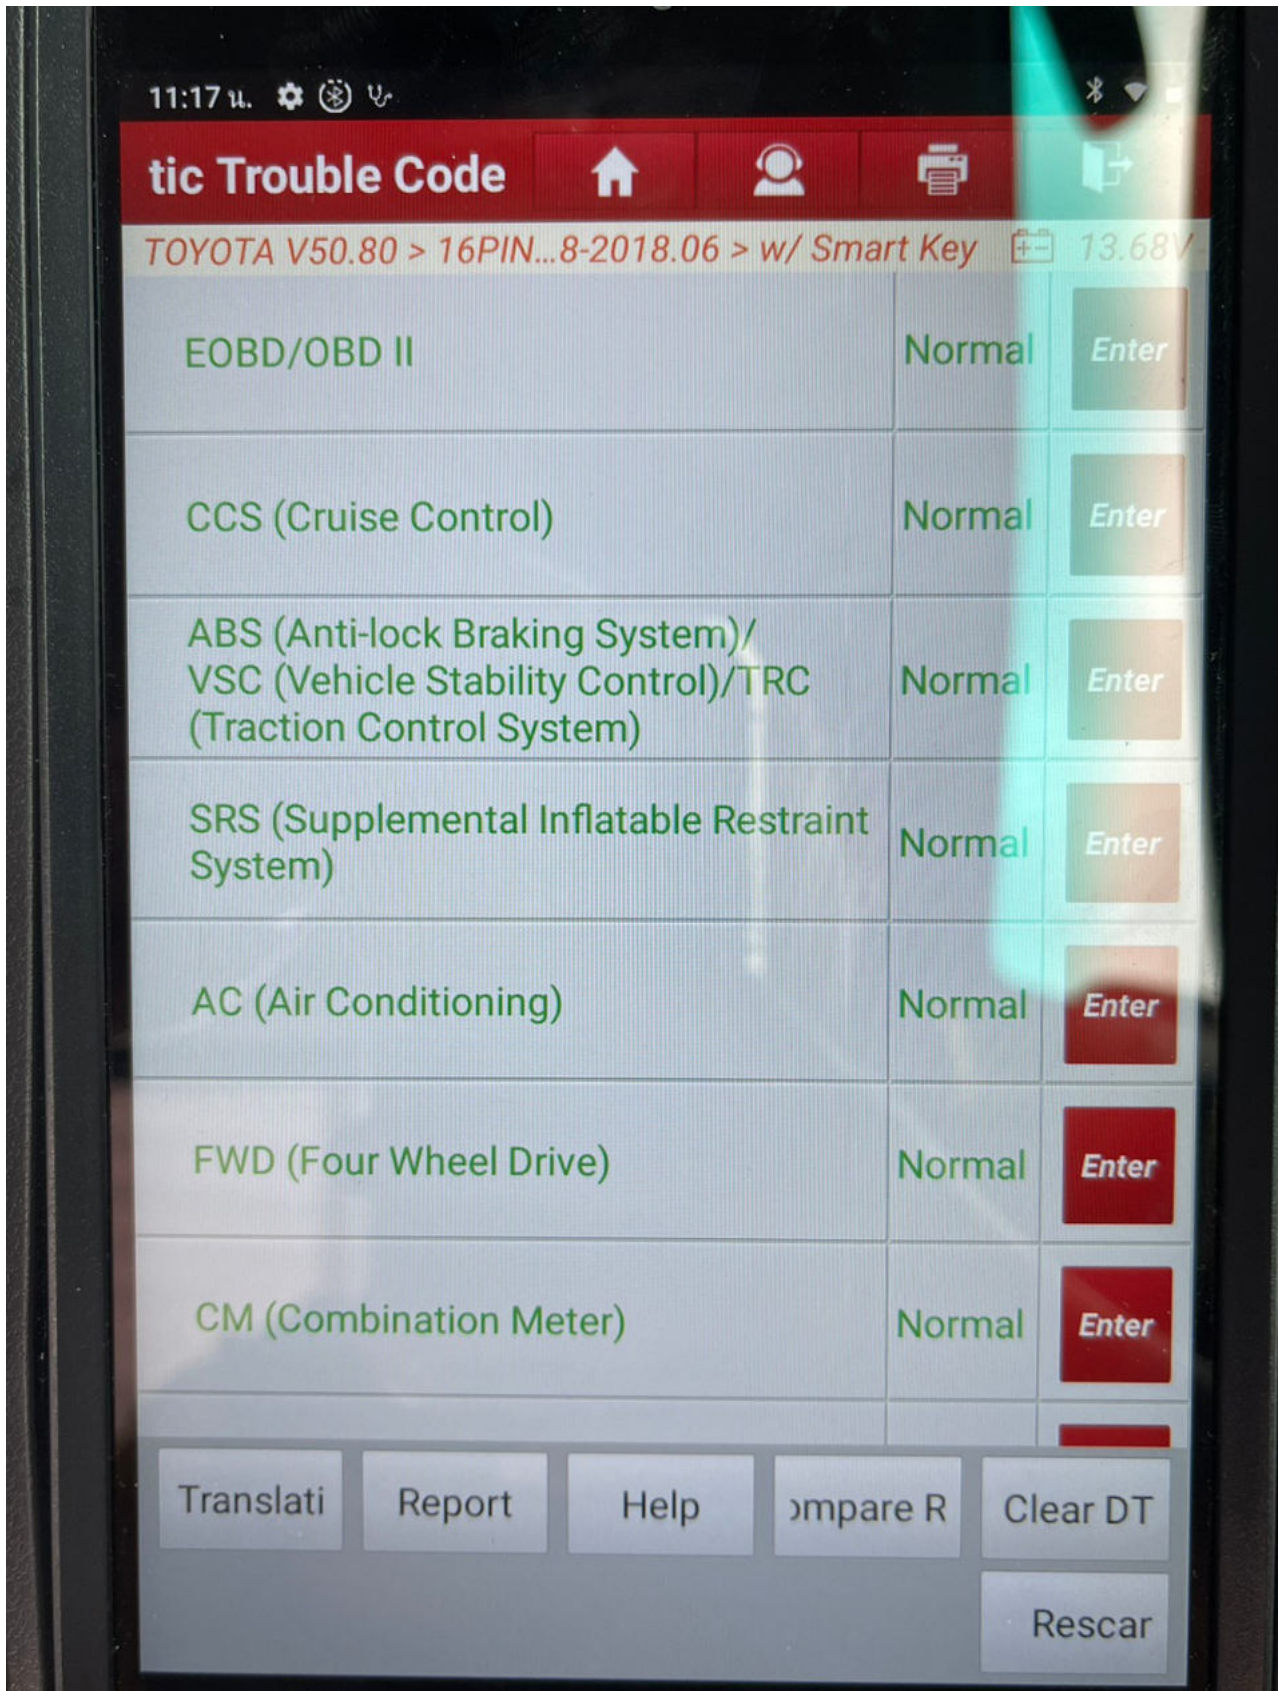 11:17 น.
tic Trouble Code
TOYOTA V50.80 > 16PIN...8-2018.06 > w/ Smart Key 13.68V
EOBD/OBD II Normal Enter
CCS (Cruise Control) Normal Enter
ABS (Anti-lock Braking System)/
VSC (Vehicle Stability Control)/TRC Normal Enter
(Traction Control System)
SRS (Supplemental Inflatable Restraint
System) Normal Enter
AC (Air Conditioning) Normal Enter
FWD (Four Wheel Drive) Normal Enter
CM (Combination Meter) Normal Enter
Translati Report Help ompare R Clear DT
Rescar